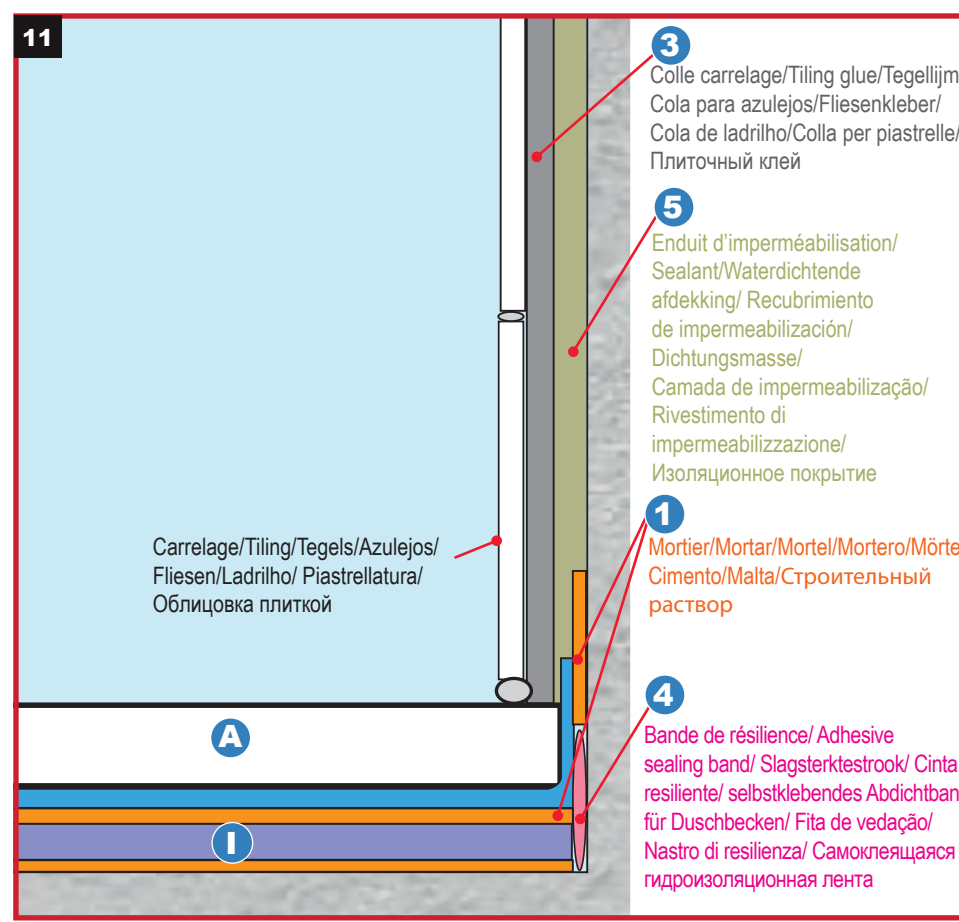 11
3
Colle carrelage/Tiling glue/Tegellijm
Cola para azulejos/Fliesenkleber/
Cola de ladrilho/Colla per piastrelle/
Плиточный клей
5
Enduit d’imperméabilisation/
Sealant/Waterdichtende
afdekking/ Recubrimiento
de impermeabilización/
Dichtungsmasse/
Camada de impermeabilização/
Rivestimento di
impermeabilizzazione/
Изоляционное покрытие
1
Mortier/Mortar/Mortel/Mortero/Mörte
Cimento/Malta/Строительный
раствор
Carrelage/Tiling/Tegels/Azulejos/
Fliesen/Ladrilho/ Piastrellatura/
Облицовка плиткой
4
Bande de résilience/ Adhesive
sealing band/ Slagsterktestrook/ Cinta
resiliente/ selbstklebendes Abdichtban
für Duschbecken/ Fita de vedação/
Nastro di resilienza/ Самоклеящаяся
гидроизоляционная лента
A
I